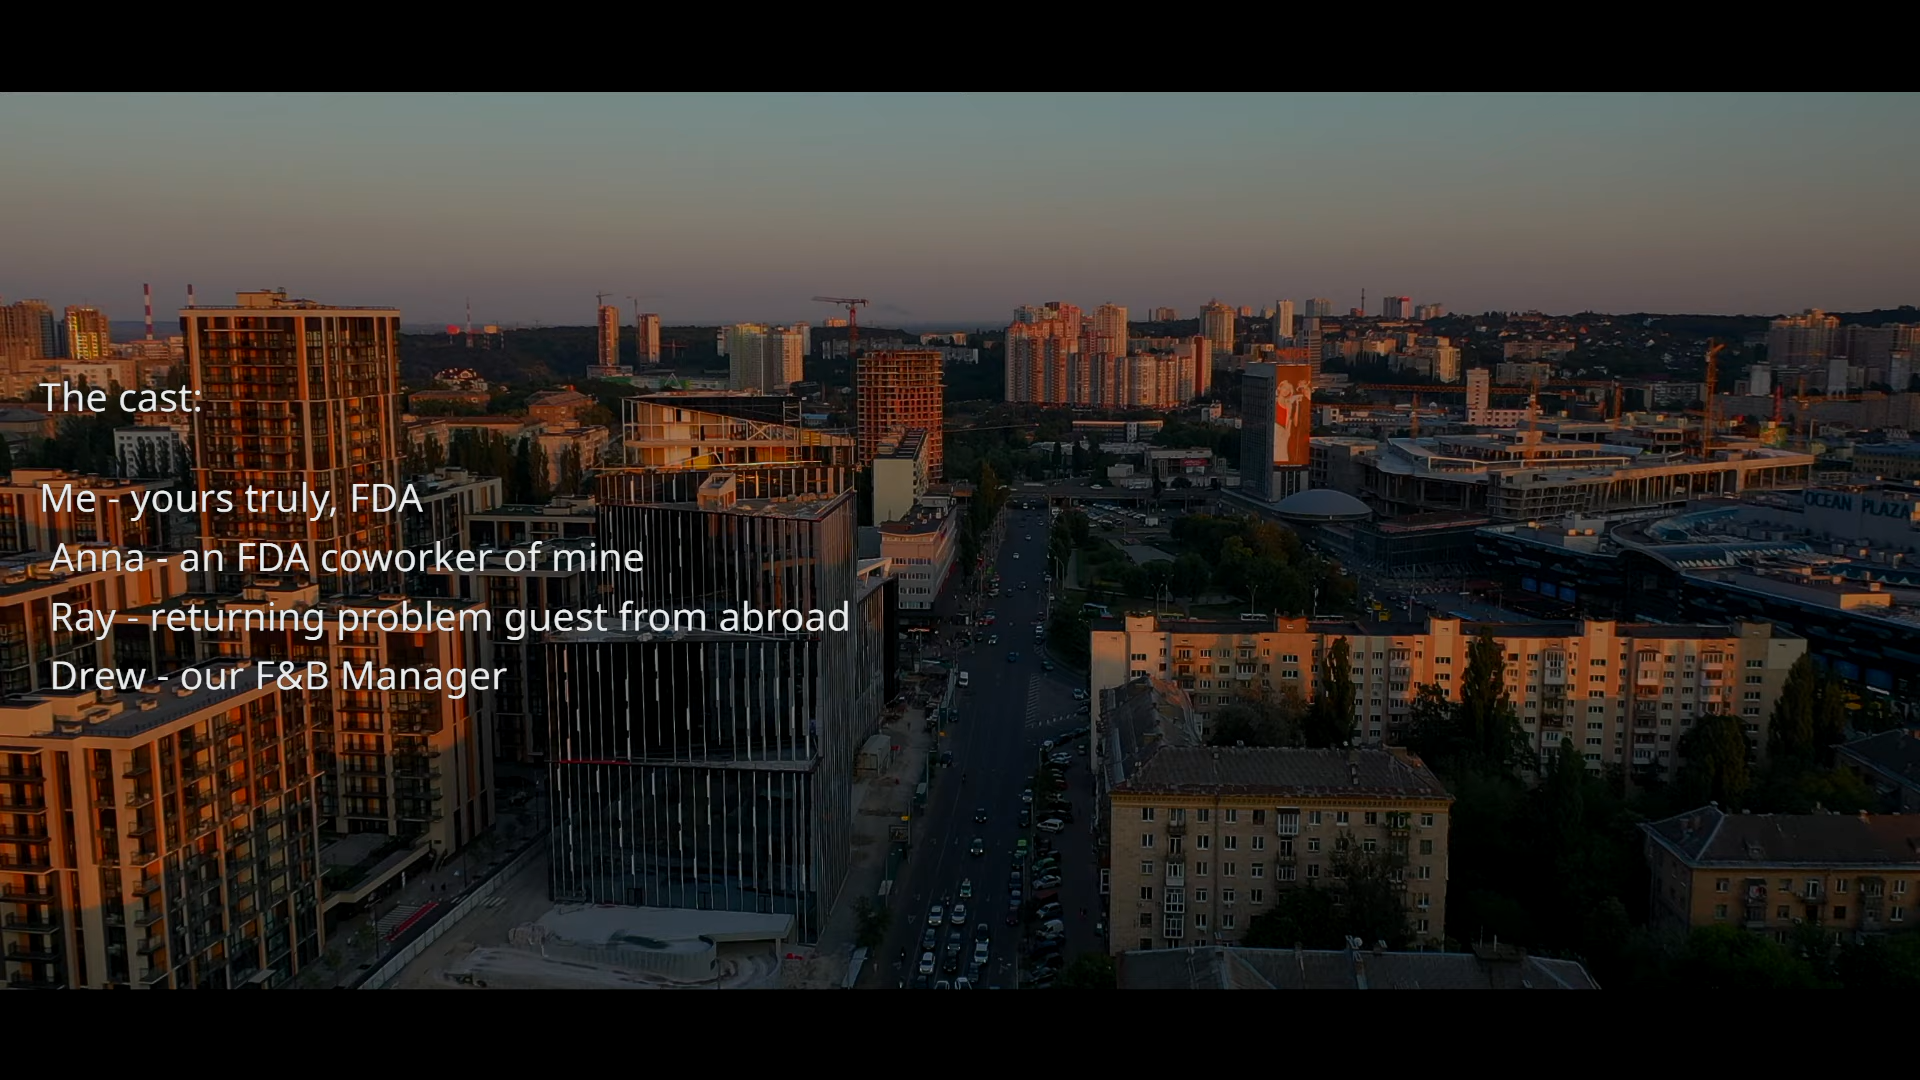 The cast:
Me - yours truly, FDA
Anna - an FDA coworker of mine
Ray - returning problem guest from abroad
Drew - our F&B Manager
OCEAN PLAZA